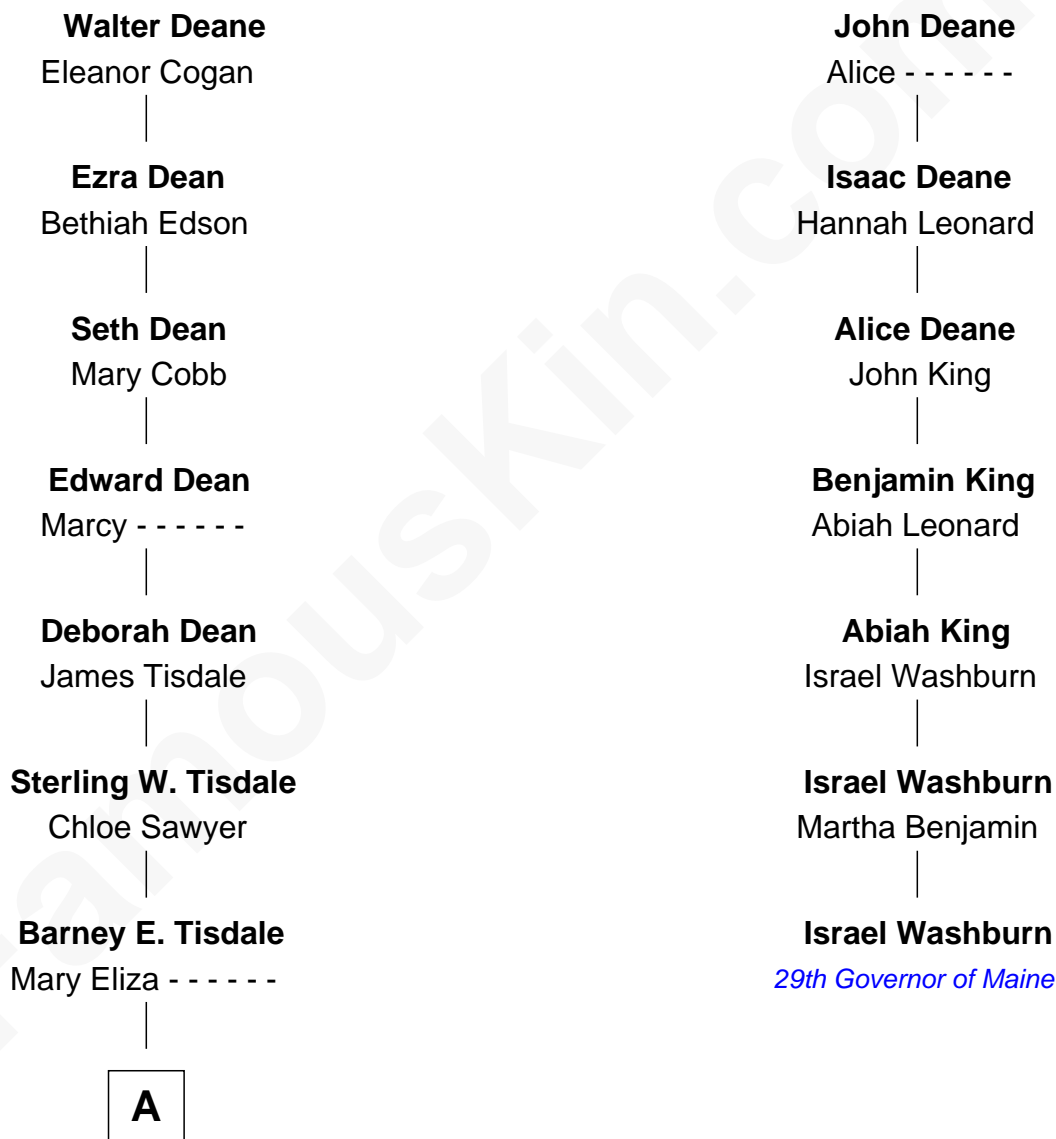 Walter Deane
Eleanor Cogan
Ezra Dean
Bethiah Edson
Seth Dean
Mary Cobb
Edward Dean
Marcy - - - - - -
Deborah Dean
James Tisdale
Sterling W. Tisdale
Chloe Sawyer
Barney E. Tisdale
Mary Eliza - - - - - -
A
John Deane
Alice - - - - - -
Isaac Deane
Hannah Leonard
Alice Deane
John King
Benjamin King
Abiah Leonard
Abiah King
Israel Washburn
Israel Washburn
Martha Benjamin
Israel Washburn
29th Governor of Maine
FamousKin.com